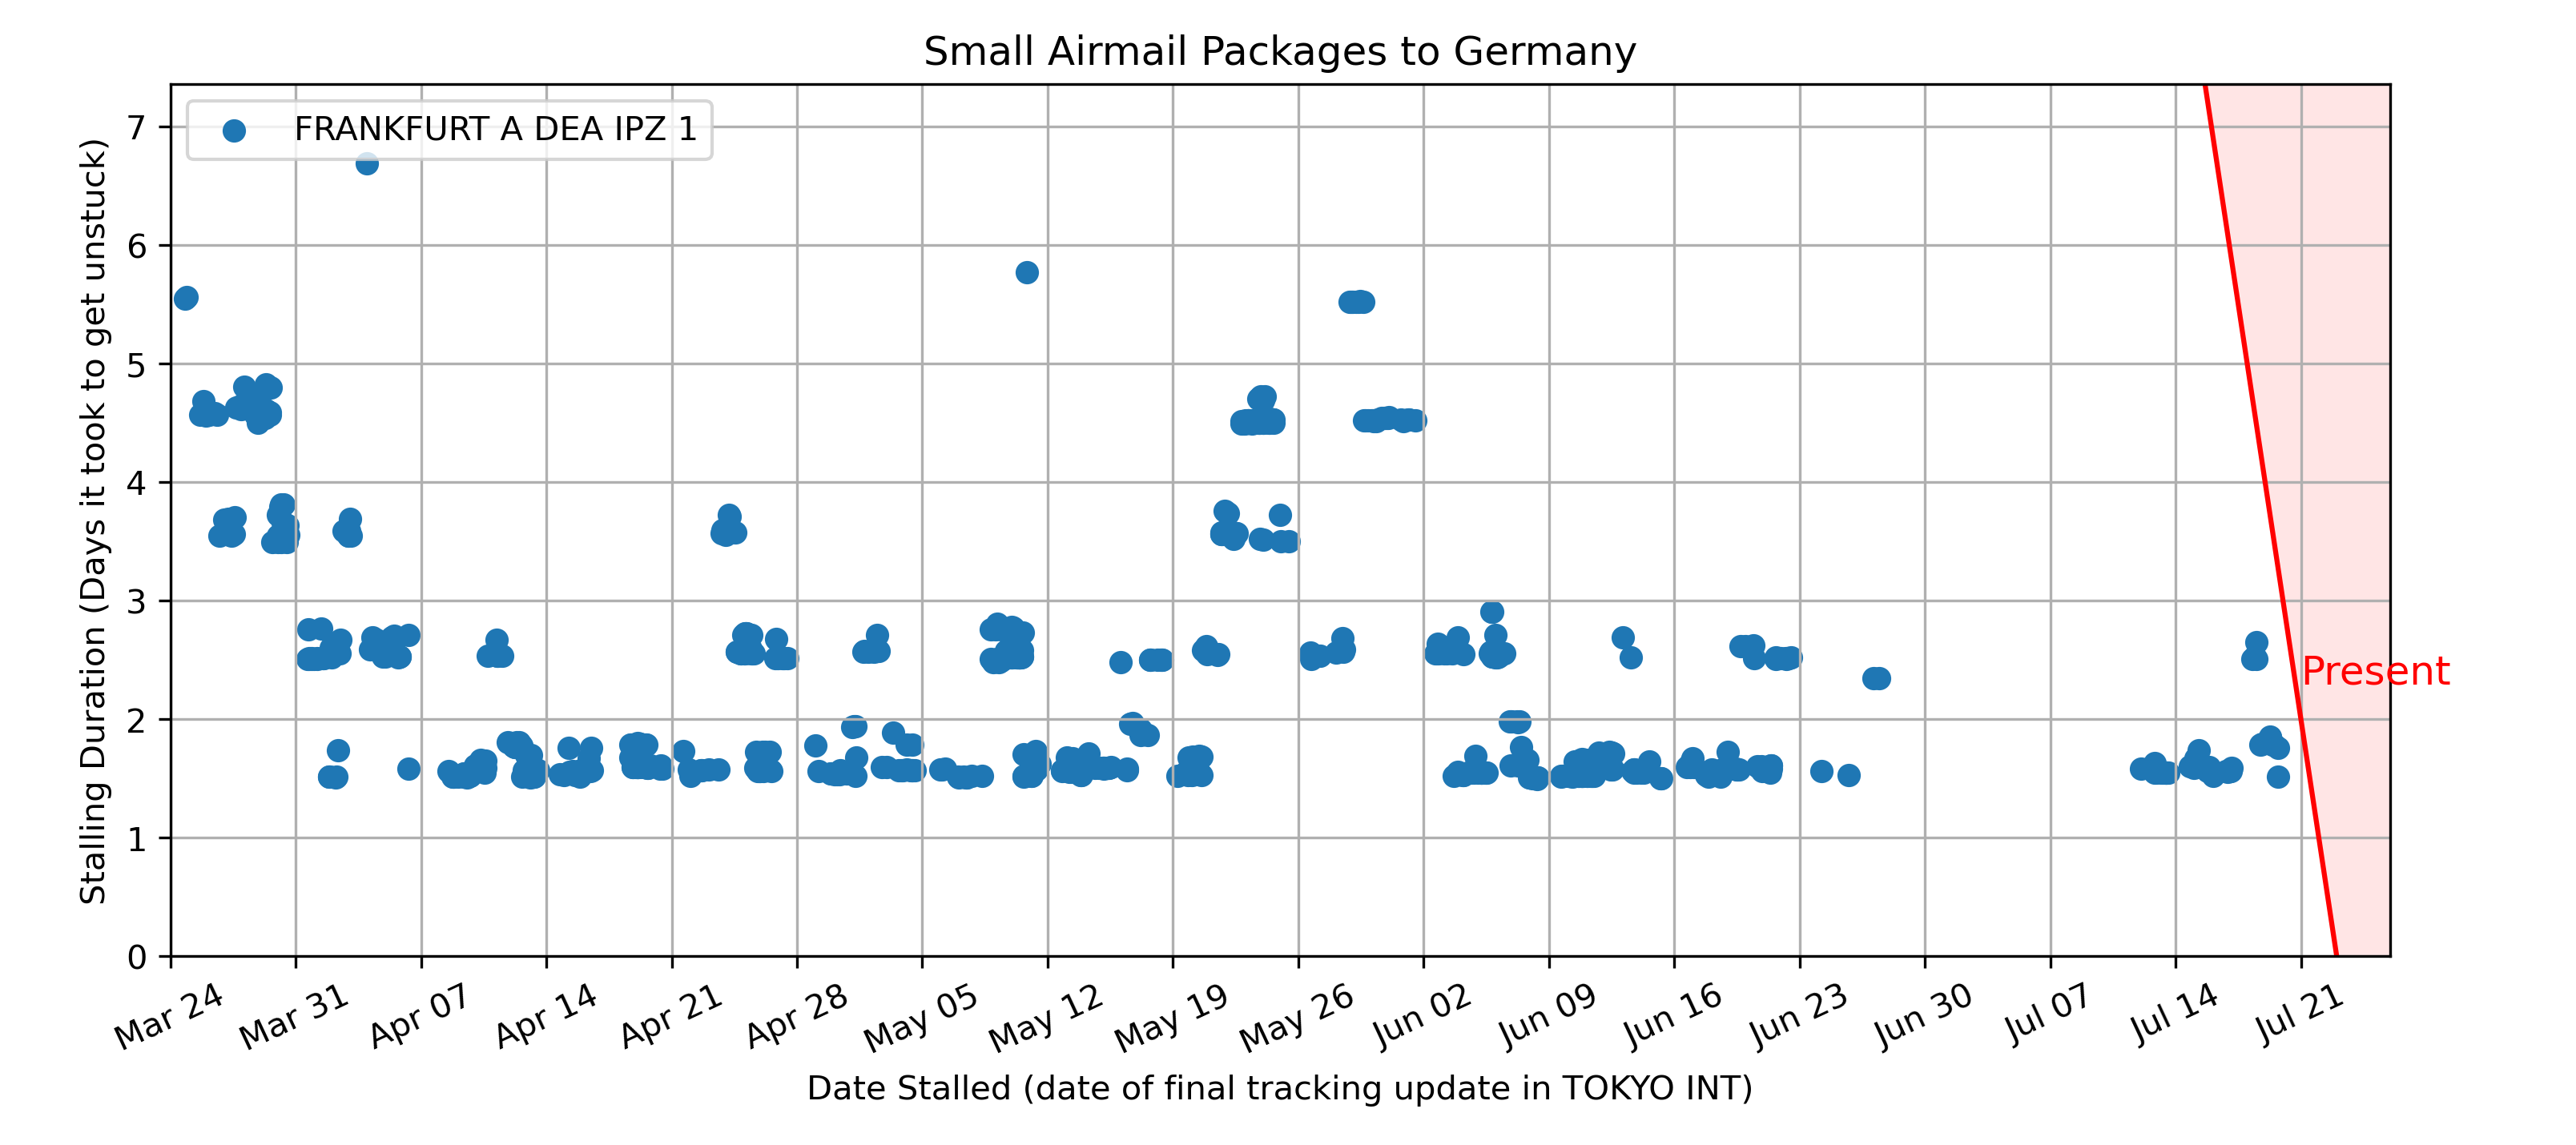 Small Airmail Packages to Germany
FRANKFURT A DEA IPZ 1
Stalling Duration (Days it took to get unstuck)
7
6
5
4
3
2
1
0
Present
Mar 24
Mar 31
Apr 07
Apr 14
Apr 21
Apr 28
May 05
May 12
May 19
May 26
Jun 02
Jun 09
Jun 16
Jun 23
Jun 30
Jul 07
Jul 14
Jul 21
Date Stalled (date of final tracking update in TOKYO INT)